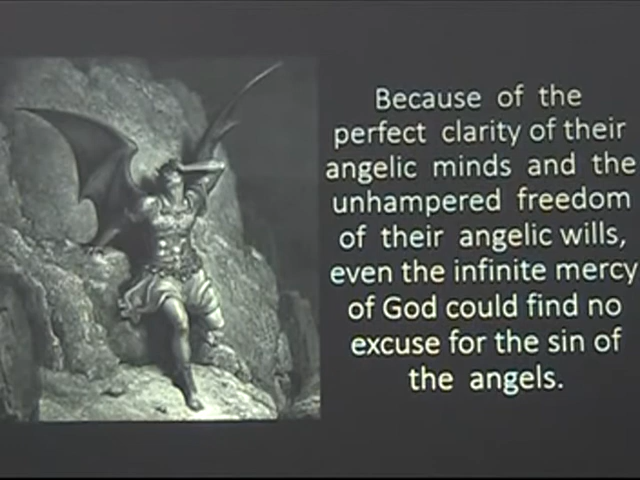 Because of the
perfect clarity of their
angelic minds and the
unhampered freedom
of their angelic wills,
even the infinite mercy
of God could find no
excuse for the sin of
the angels.